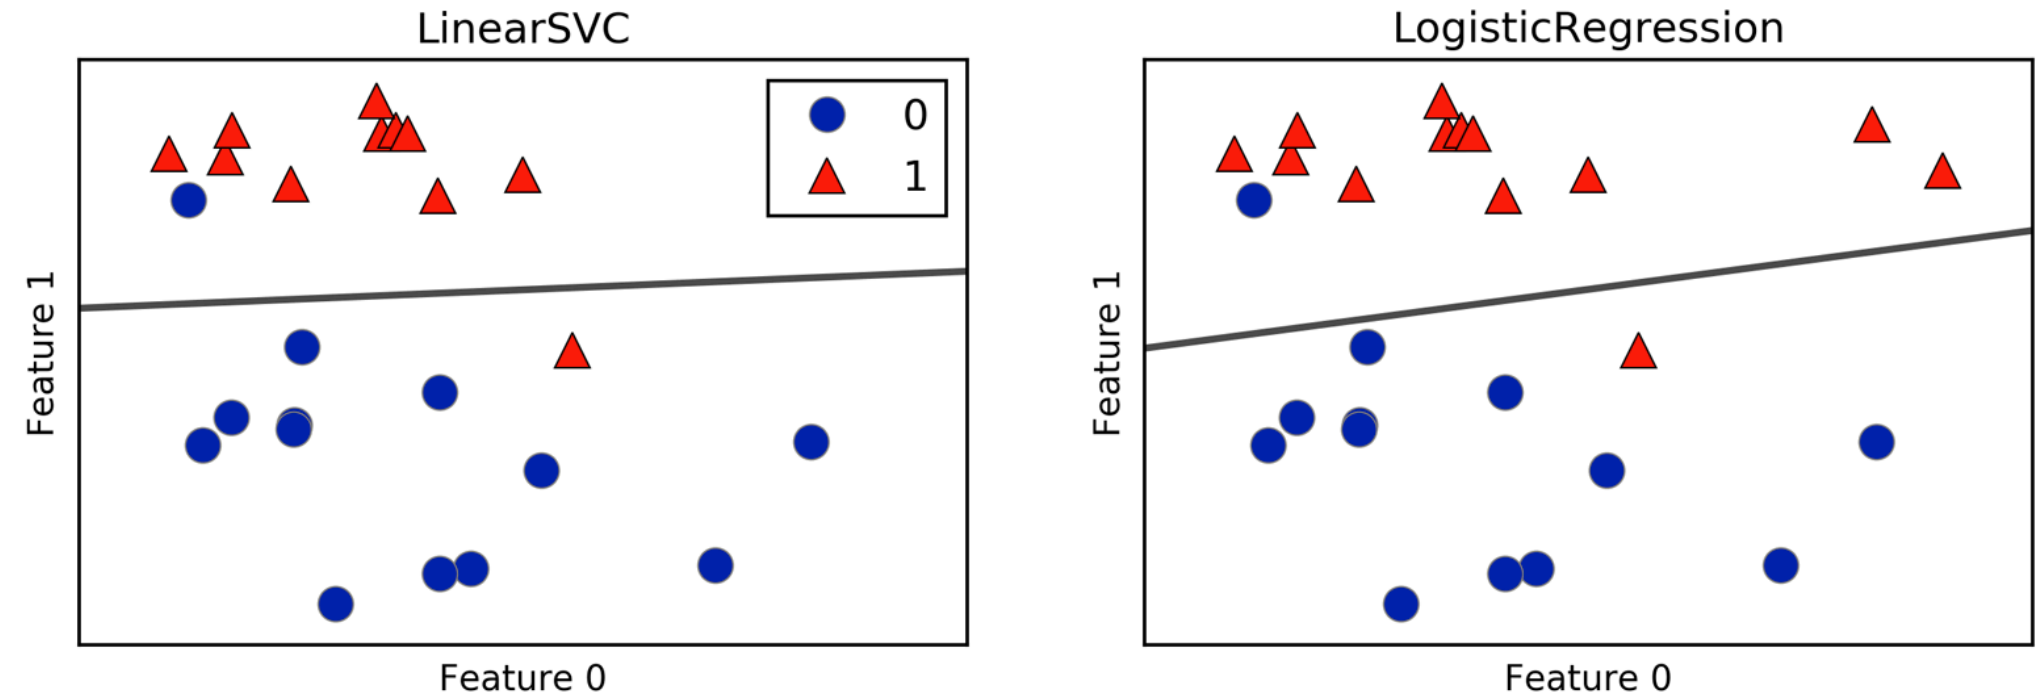 LinearSVC
0
1
Feature 1
Feature 0
LogisticRegression
Feature 1
Feature 0